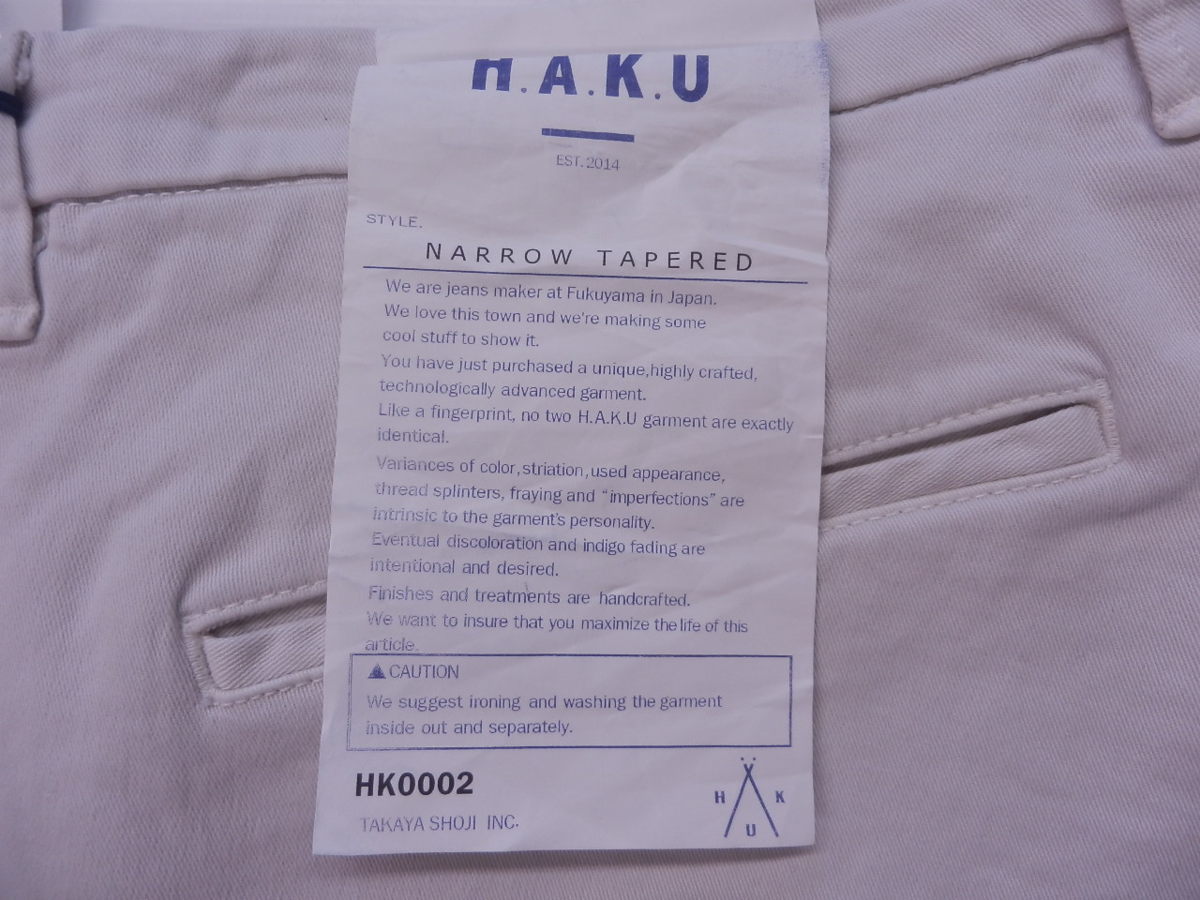 H.A.K.U
EST.2014
STYLE.
NARROW TAPERED
We are jeans maker at Fukuyama in Japan.
We love this town and we're making some
cool stuff to show it.
You have just purchased a unique,highly crafted,
technologically advanced garment.
Like a fingerprint, no two H.A.K.U garment are exactly
identical.
Variances of color,striation,used appearance,
thread splinters, fraying and “imperfections” are
intrinsic to the garment's personality.
Eventual discoloration and indigo fading are
intentional and desired.
Finishes and treatments are handcrafted.
We want to insure that you maximize the life of this
article.
CAUTION
We suggest ironing and washing the garment
inside out and separately.
HK0002
TAKAYA SHOJI INC.
H K
U